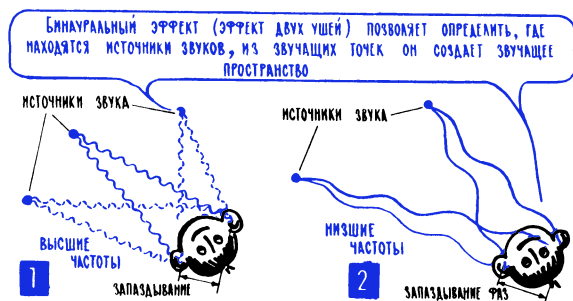 БИНАУРАЛЬНЫЙ ЭФФЕКТ (ЭФФЕКТ ДВУХ УШЕЙ) ПОЗВОЛЯЕТ ОПРЕДЕЛИТЬ, ГДЕ
НАХОДЯТСЯ ИСТОЧНИКИ ЗВУКОВ, ИЗ ЗВУЧАЩИХ ТОЧЕК ОН СОЗДАЕТ ЗВУЧАЩЕЕ
ПРОСТРАНСТВО
ИСТОЧНИКИ ЗВУКА
ВЫСШИЕ
ЧАСТОТЫ
1
ЗАПАЗДЫВАНИЕ
ИСТОЧНИКИ ЗВУКА
НИЗШИЕ
ЧАСТОТЫ
2
ЗАПАЗДЫВАНИЕ ФАЗ